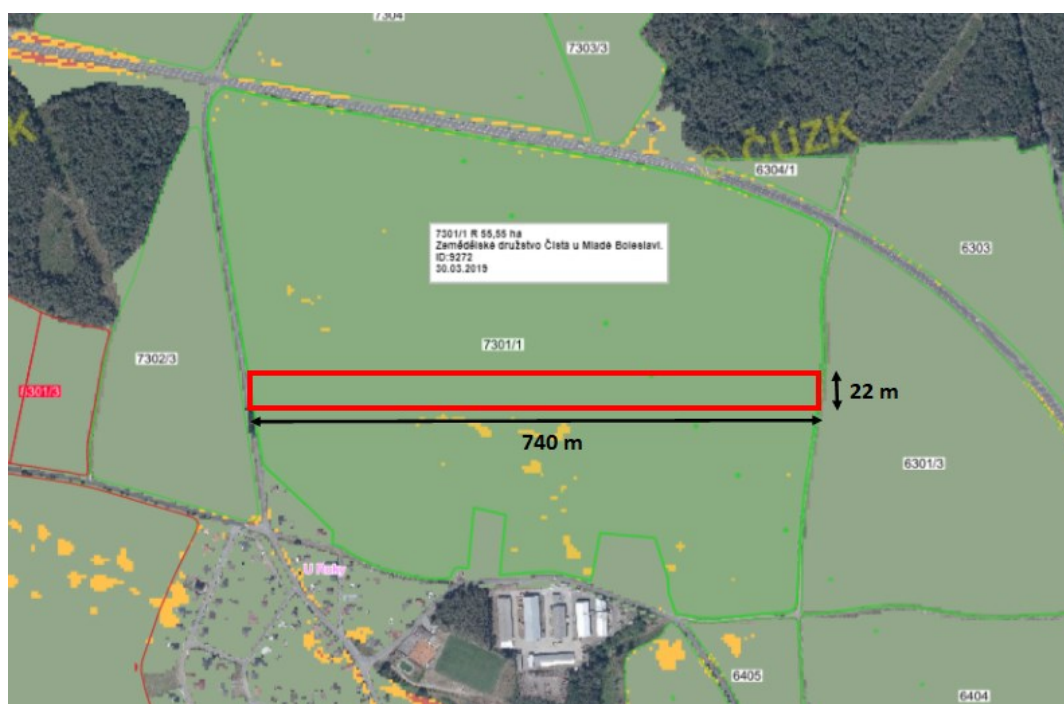 7304
7303/3
K
© ČÚZK
6304/1
7301/1 R 55,55 ha
Zemědělské družstvo Čistá u Mladé Boleslavi.
ID:9272
30.03.2019
6303
7301/1
7302/3
6301/3
22 m
740 m
6301/3
U Roky
6405
6404